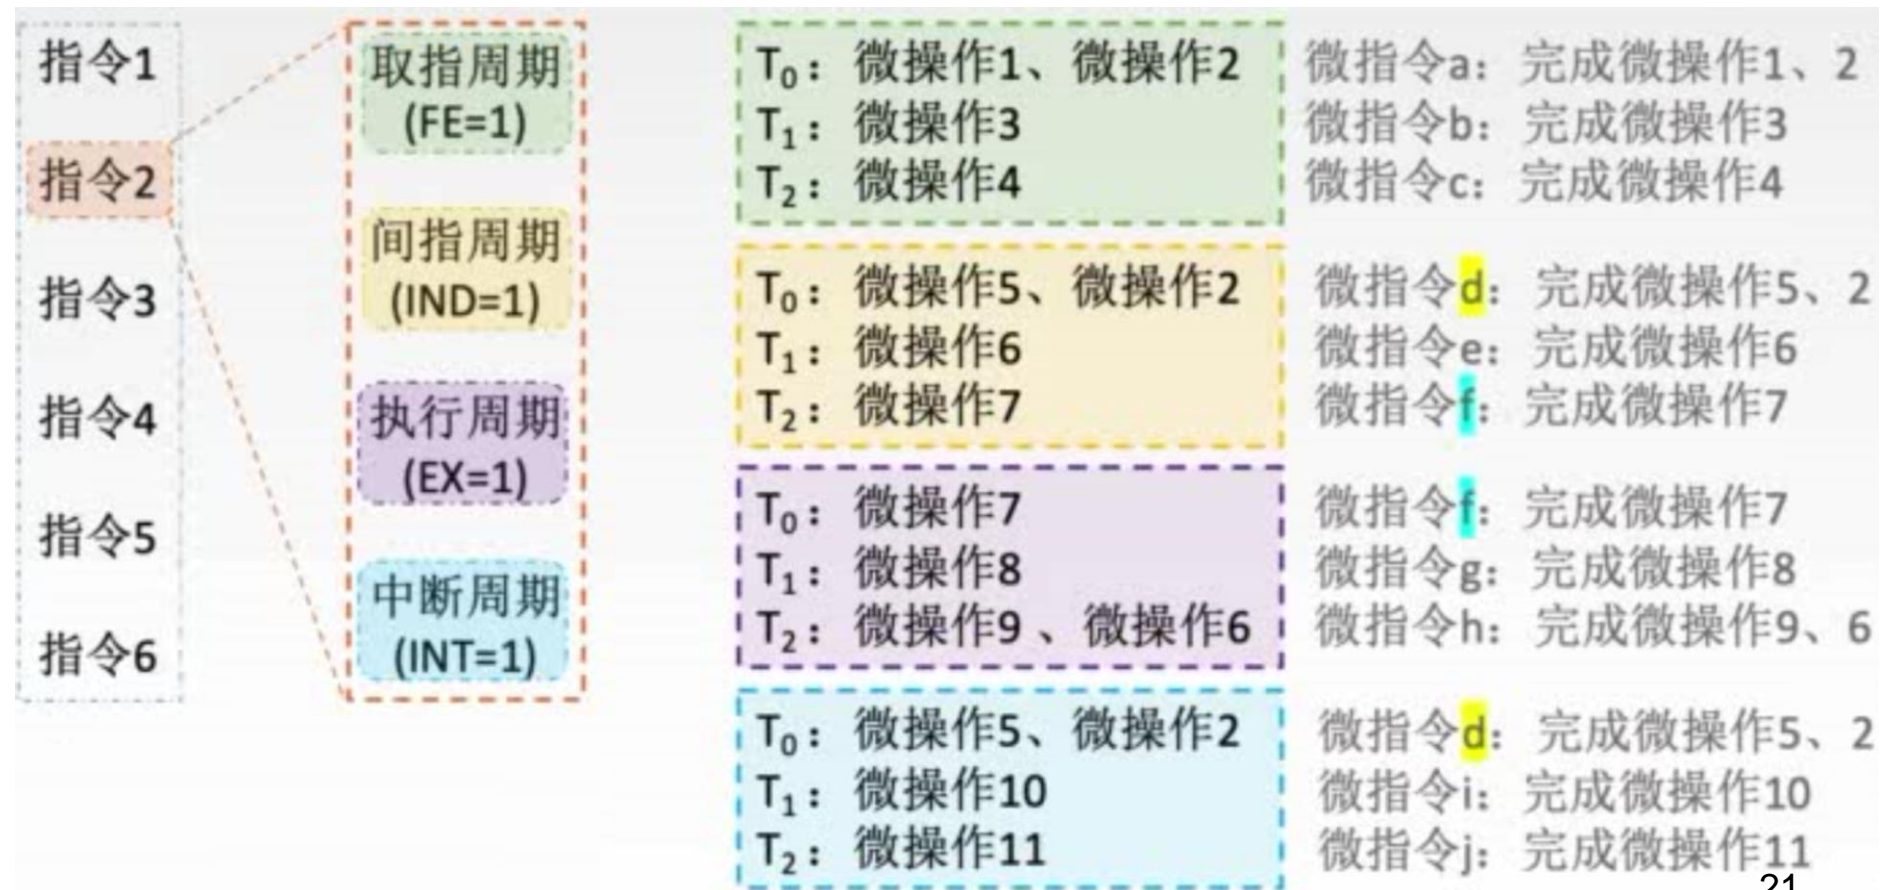 指令1
指令2
指令3
指令4
指令5
指令6
取指周期
(FE=1)
间指周期
(IND=1)
执行周期
(EX=1)
中断周期
(INT=1)
T₀：微操作1、微操作2
T₁：微操作3
T₂：微操作4
T₀：微操作5、微操作2
T₁：微操作6
T₂：微操作7
T₀：微操作7
T₁：微操作8
T₂：微操作9 、微操作6
T₀：微操作5、微操作2
T₁：微操作10
T₂：微操作11
微指令a：完成微操作1、2
微指令b：完成微操作3
微指令c：完成微操作4
微指令d：完成微操作5、2
微指令e：完成微操作6
微指令f：完成微操作7
微指令f：完成微操作7
微指令g：完成微操作8
微指令h：完成微操作9、6
微指令d：完成微操作5、2
微指令i：完成微操作10
微指令j：完成微操作11
21